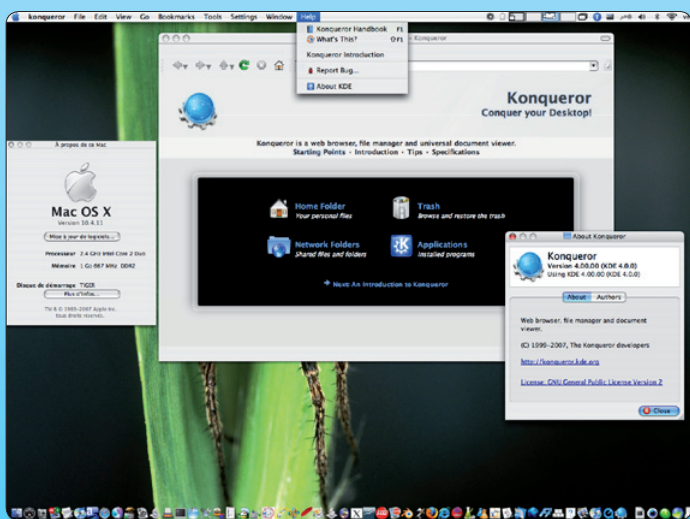 konqueror File Edit View Go Bookmarks Tools Settings Window Help
Konqueror Handbook F1
What's This? ⇧F1
Konqueror Introduction
Report Bug...
About KDE
Konqueror
Konqueror
Conquer your Desktop!
Konqueror is a web browser, file manager and universal document viewer.
Starting Points · Introduction · Tips · Specifications
Home Folder
Your personal files
Trash
Browse and restore the trash
Network Folders
Shared files and folders
Applications
Installed programs
Next: An Introduction to Konqueror
À propos de ce Mac
Mac OS X
Version 10.4.11
Mise à jour de logiciels...
Processeur 2.4 GHz Intel Core 2 Duo
Mémoire 1 Go 667 MHz DDR2
Disque de démarrage TIGER
Plus d'infos...
TM & © 1983-2007 Apple Inc.
Tous droits réservés.
About Konqueror
Konqueror
Version 4.00.00 (KDE 4.0.0)
Using KDE 4.00.00 (KDE 4.0.0)
About Authors
Web browser, file manager and document
viewer.
(C) 1999-2007, The Konqueror developers
http://konqueror.kde.org
License: GNU General Public License Version 2
Close